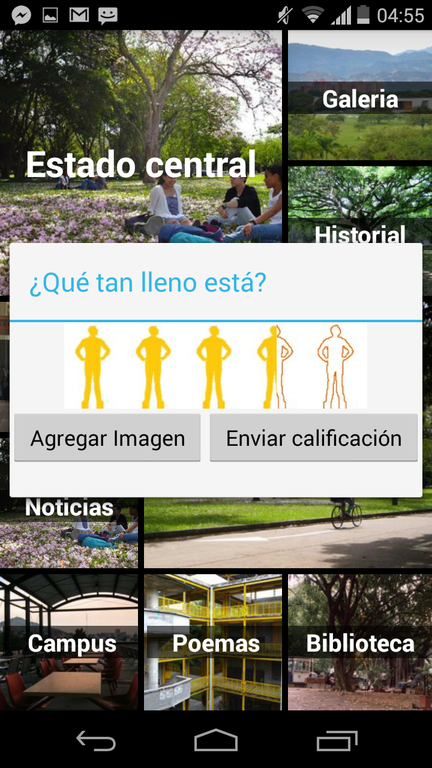 04:55
Estado central
Galeria
Historial
¿Qué tan lleno está?
Agregar Imagen
Enviar calificación
Noticias
Campus
Poemas
Biblioteca